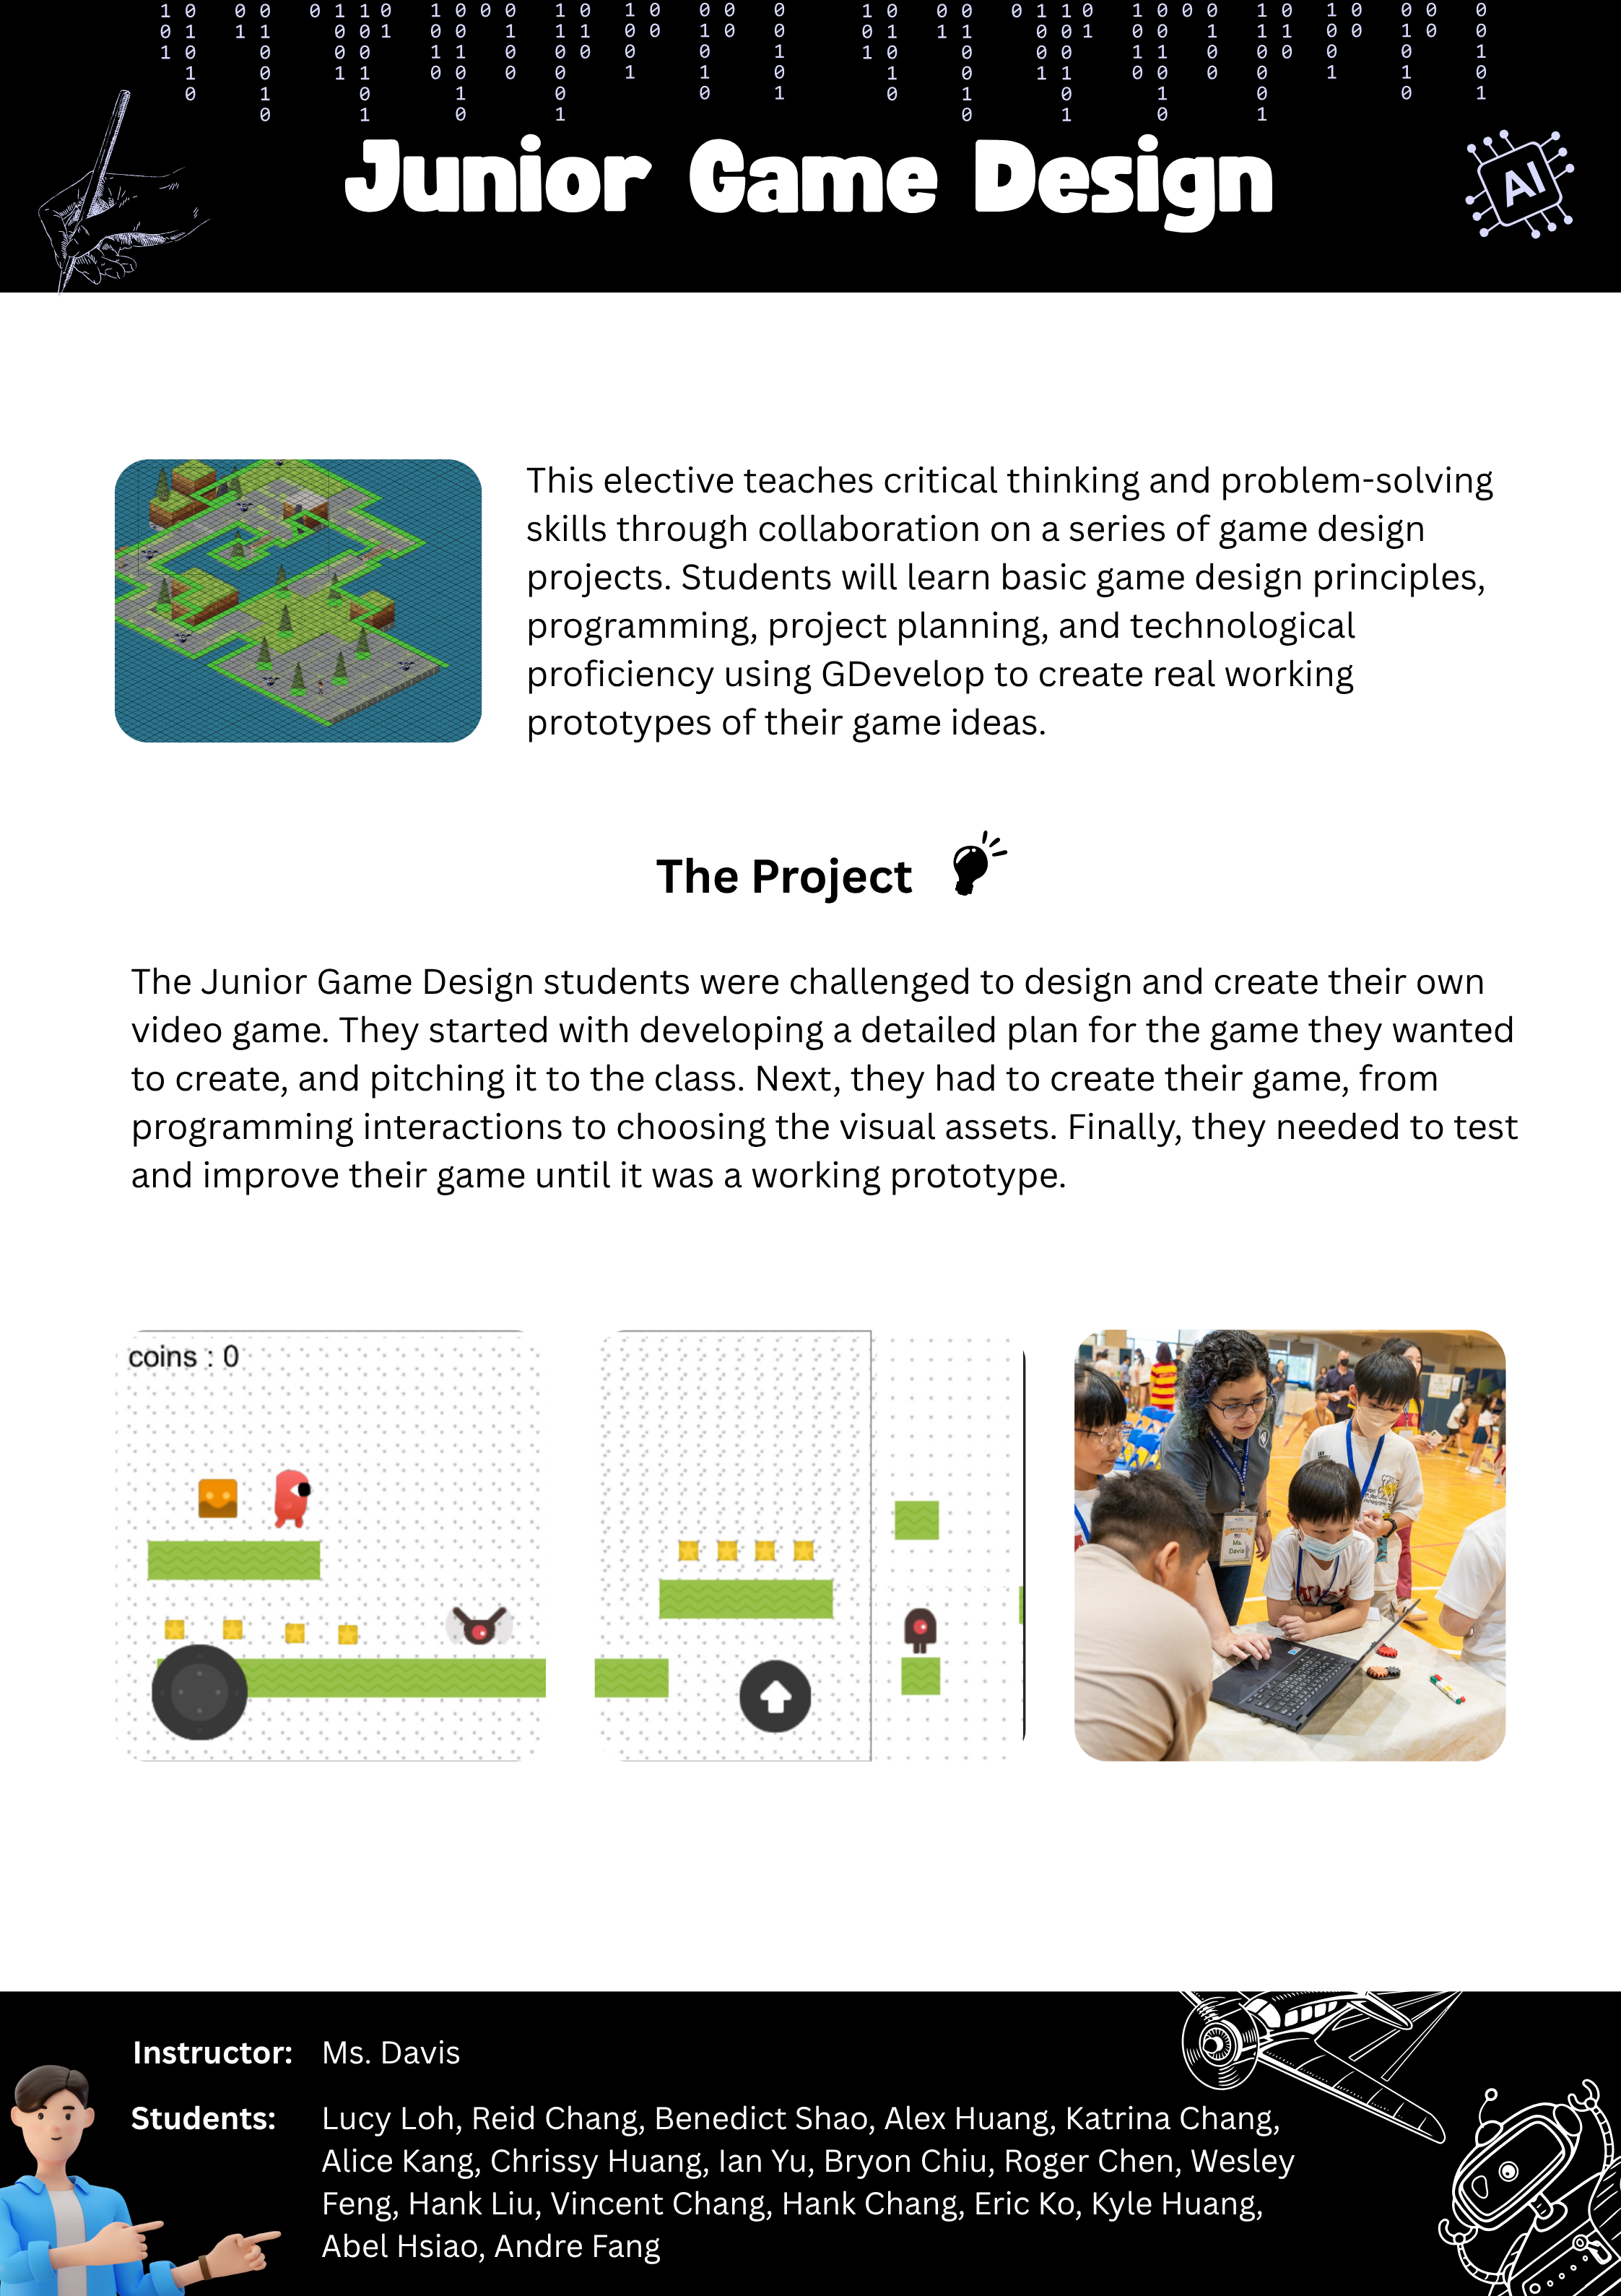 Junior Game Design
AI
This elective teaches critical thinking and problem-solving
skills through collaboration on a series of game design
projects. Students will learn basic game design principles,
programming, project planning, and technological
proficiency using GDevelop to create real working
prototypes of their game ideas.
The Project
The Junior Game Design students were challenged to design and create their own
video game. They started with developing a detailed plan for the game they wanted
to create, and pitching it to the class. Next, they had to create their game, from
programming interactions to choosing the visual assets. Finally, they needed to test
and improve their game until it was a working prototype.
coins : 0
Ms.
Davis
Instructor: Ms. Davis
Students: Lucy Loh, Reid Chang, Benedict Shao, Alex Huang, Katrina Chang,
Alice Kang, Chrissy Huang, Ian Yu, Bryon Chiu, Roger Chen, Wesley
Feng, Hank Liu, Vincent Chang, Hank Chang, Eric Ko, Kyle Huang,
Abel Hsiao, Andre Fang